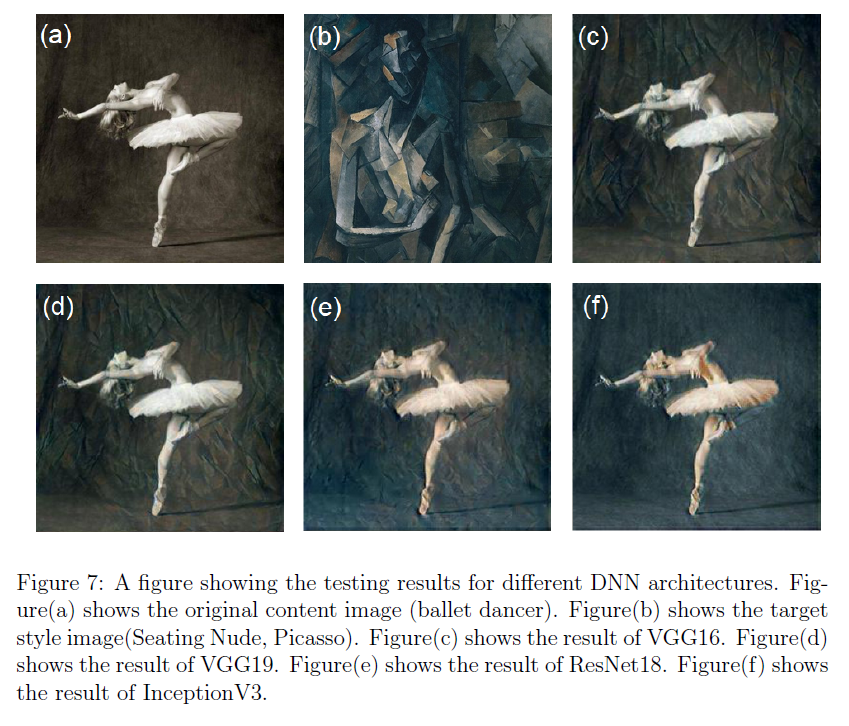 (a)
(b)
(c)
(d)
(e)
(f)
Figure 7: A figure showing the testing results for different DNN architectures. Fig-
ure(a) shows the original content image (ballet dancer). Figure(b) shows the target
style image(Seating Nude, Picasso). Figure(c) shows the result of VGG16. Figure(d)
shows the result of VGG19. Figure(e) shows the result of ResNet18. Figure(f) shows
the result of InceptionV3.